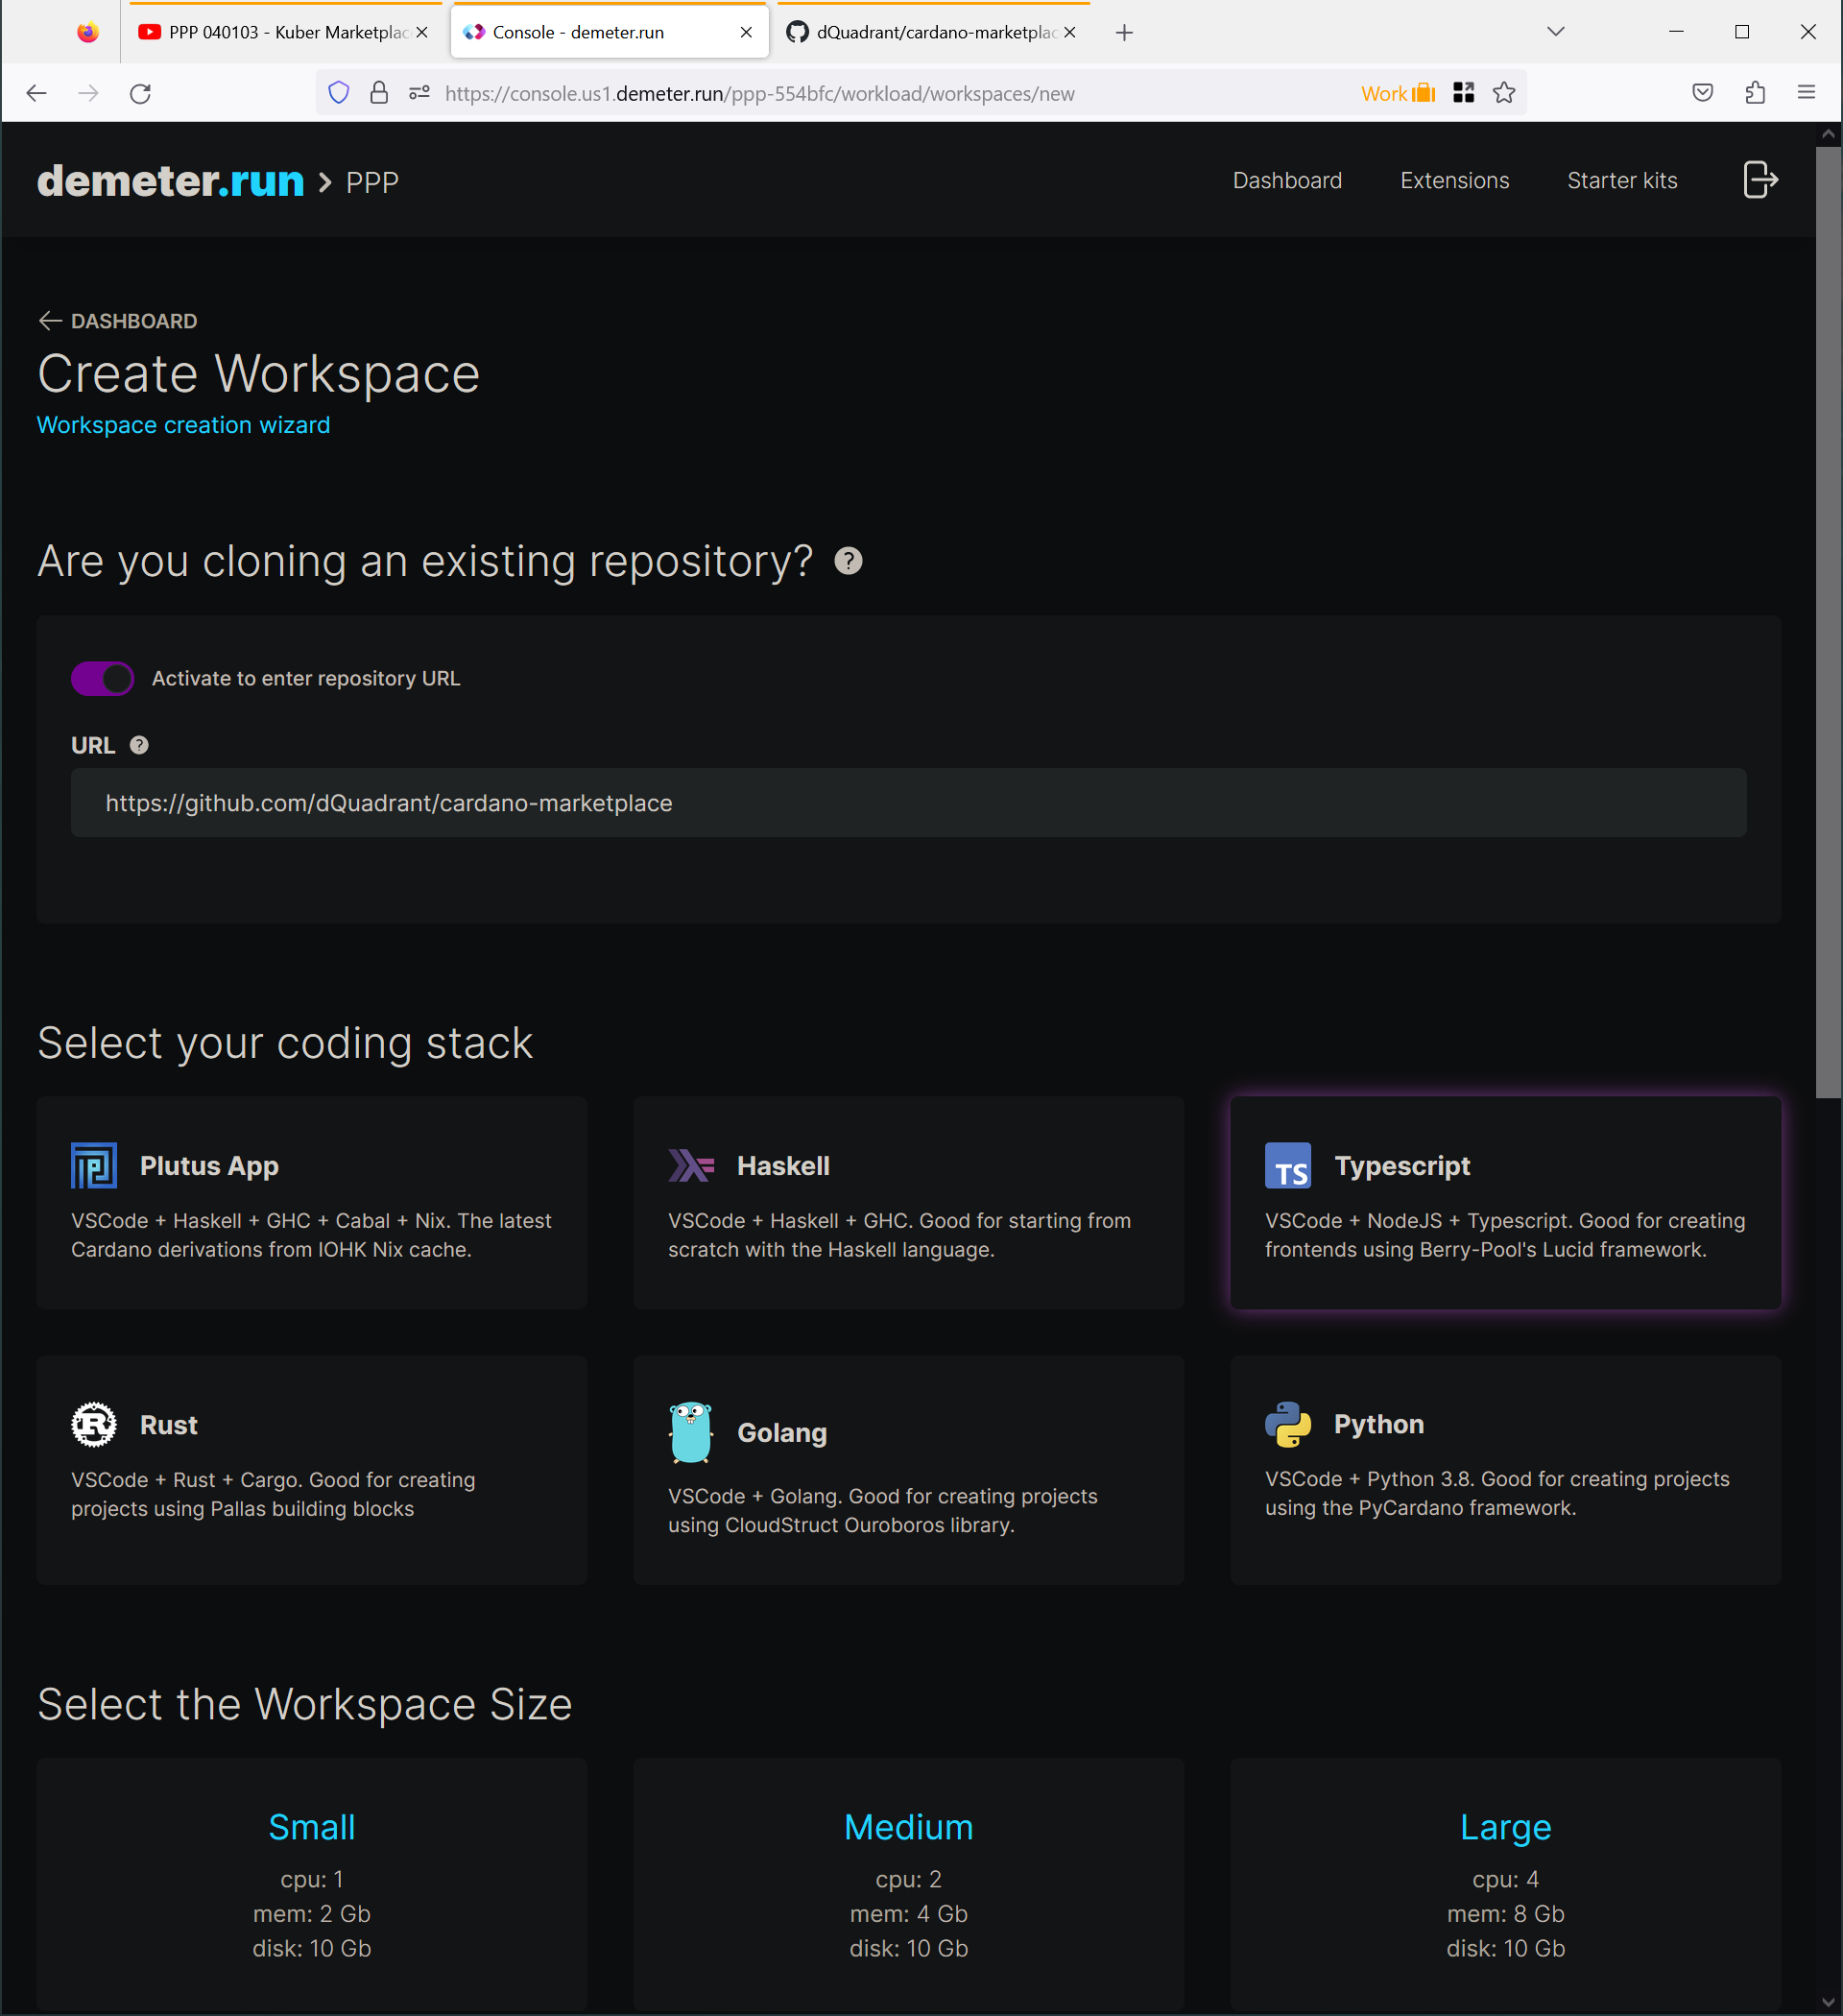 PPP 040103 - Kuber Marketplac
Console - demeter.run
dQuadrant/cardano-marketplac
https://console.us1.demeter.run/ppp-554bfc/workload/workspaces/new
Work
demeter.run > PPP
Dashboard
Extensions
Starter kits
← DASHBOARD
Create Workspace
Workspace creation wizard
Are you cloning an existing repository? ?
Activate to enter repository URL
URL ?
https://github.com/dQuadrant/cardano-marketplace
Select your coding stack
Plutus App
VSCode + Haskell + GHC + Cabal + Nix. The latest
Cardano derivations from IOHK Nix cache.
Haskell
VSCode + Haskell + GHC. Good for starting from
scratch with the Haskell language.
TS
Typescript
VSCode + NodeJS + Typescript. Good for creating
frontends using Berry-Pool's Lucid framework.
R
Rust
VSCode + Rust + Cargo. Good for creating
projects using Pallas building blocks
Golang
VSCode + Golang. Good for creating projects
using CloudStruct Ouroboros library.
Python
VSCode + Python 3.8. Good for creating projects
using the PyCardano framework.
Select the Workspace Size
Small
cpu: 1
mem: 2 Gb
disk: 10 Gb
Medium
cpu: 2
mem: 4 Gb
disk: 10 Gb
Large
cpu: 4
mem: 8 Gb
disk: 10 Gb